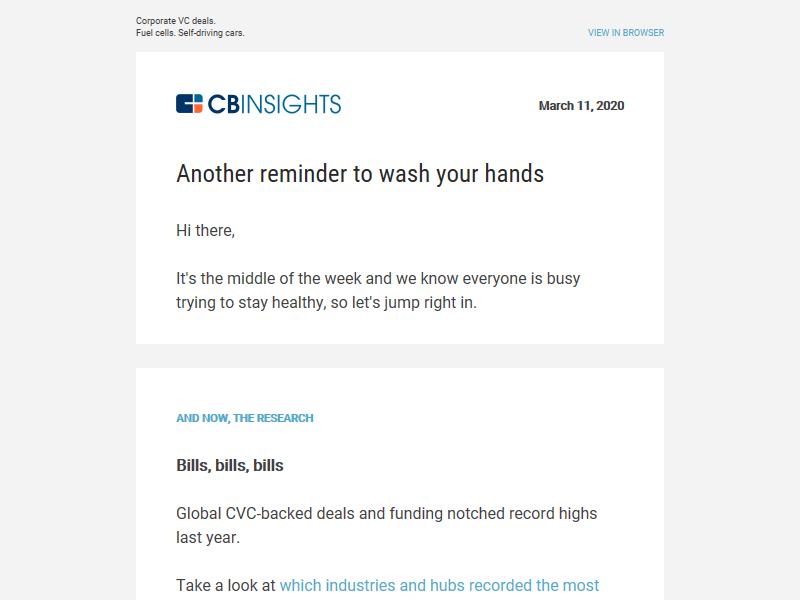 Corporate VC deals.
Fuel cells. Self-driving cars.
VIEW IN BROWSER
CBINSIGHTS
March 11, 2020
Another reminder to wash your hands
Hi there,
It's the middle of the week and we know everyone is busy
trying to stay healthy, so let's jump right in.
AND NOW, THE RESEARCH
Bills, bills, bills
Global CVC-backed deals and funding notched record highs
last year.
Take a look at which industries and hubs recorded the most